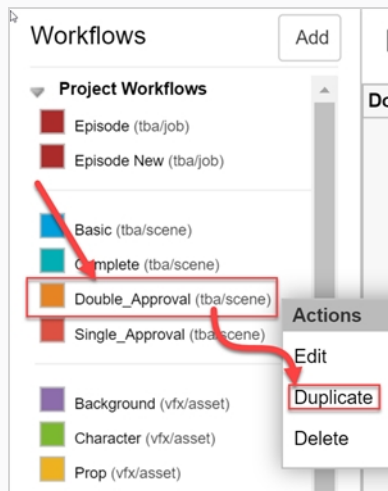 Workflows
Add
Project Workflows
Episode (tba/job)
Episode New (tba/job)
Basic (tba/scene)
Complete (tba/scene)
Double_Approval (tba/scene)
Single_Approval (tba/scene)
Background (vfx/asset)
Character (vfx/asset)
Prop (vfx/asset)
Actions
Edit
Duplicate
Delete